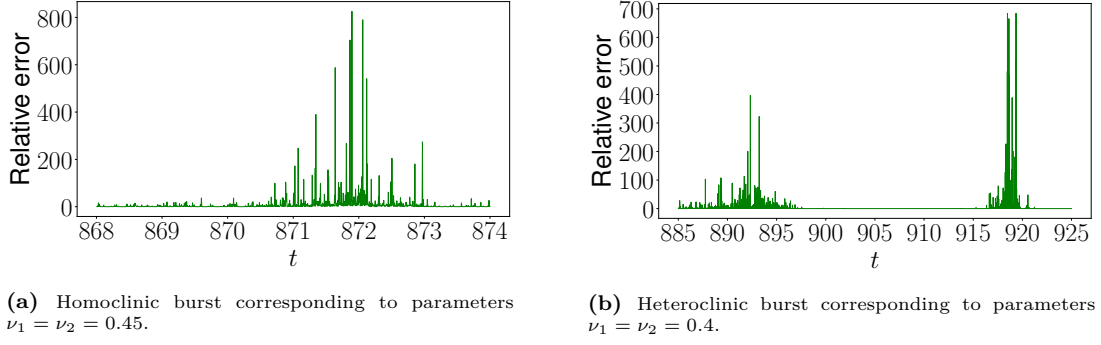 Relative error
800
600
400
200
0
868 869 870 871 872 873 874
t
(a) Homoclinic burst corresponding to parameters
ν₁ = ν₂ = 0.45.
Relative error
700
600
500
400
300
200
100
0
885 890 895 900 905 910 915 920 925
t
(b) Heteroclinic burst corresponding to parameters
ν₁ = ν₂ = 0.4.